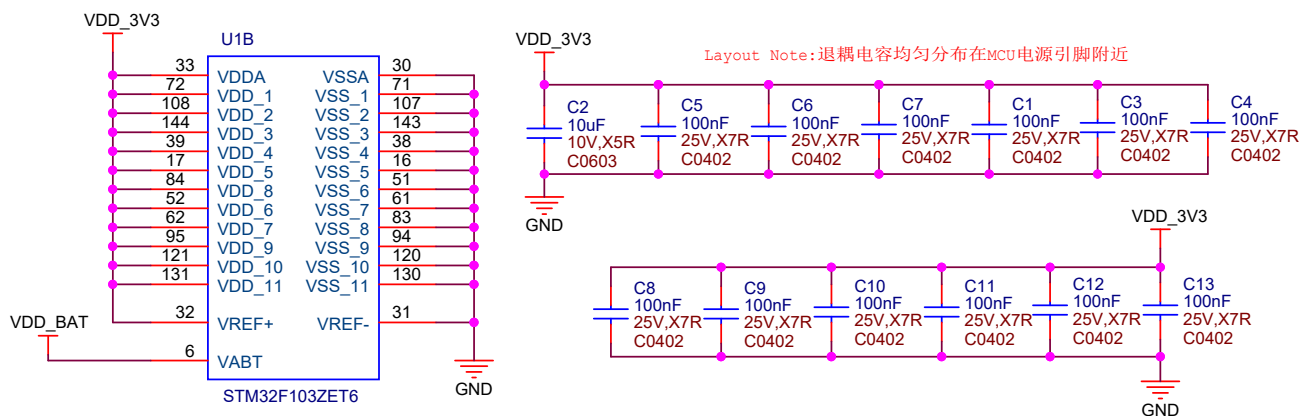 VDD_3V3
U1B
33 VDDA VSSA 30
72 VDD_1 VSS_1 71
108 VDD_2 VSS_2 107
144 VDD_3 VSS_3 143
39 VDD_4 VSS_4 38
17 VDD_5 VSS_5 16
84 VDD_8 VSS_6 51
52 VDD_6 VSS_7 61
62 VDD_7 VSS_8 83
95 VDD_9 VSS_9 94
121 VDD_10 VSS_10 120
131 VDD_11 VSS_11 130
32 VREF+ VREF- 31
VDD_BAT
6 VABT
GND
STM32F103ZET6
VDD_3V3
Layout Note:退耦电容均匀分布在MCU电源引脚附近
C2
10uF
10V,X5R
C0603
C5
100nF
25V,X7R
C0402
C6
100nF
25V,X7R
C0402
C7
100nF
25V,X7R
C0402
C1
100nF
25V,X7R
C0402
C3
100nF
25V,X7R
C0402
C4
100nF
25V,X7R
C0402
GND
VDD_3V3
C8
100nF
25V,X7R
C0402
C9
100nF
25V,X7R
C0402
C10
100nF
25V,X7R
C0402
C11
100nF
25V,X7R
C0402
C12
100nF
25V,X7R
C0402
C13
100nF
25V,X7R
C0402
GND